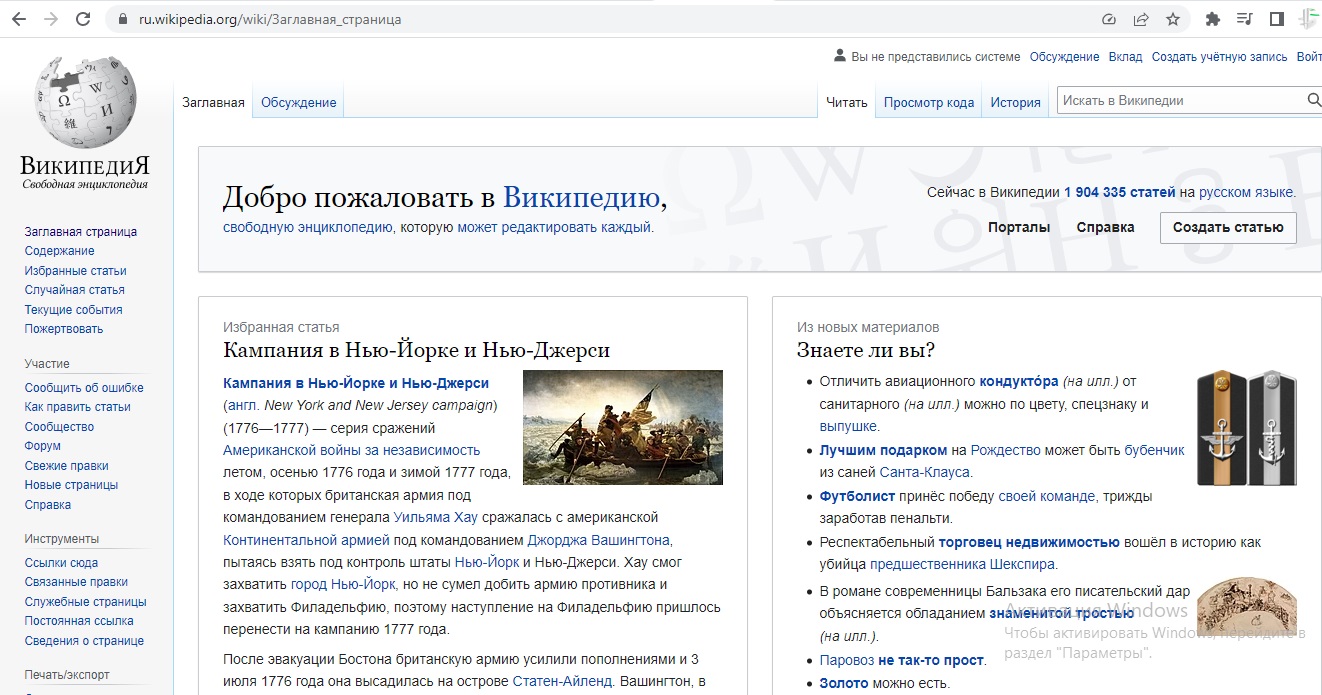 ru.wikipedia.org/wiki/Заглавная_страница
Вы не представились системе Обсуждение Вклад Создать учётную запись Войт
Заглавная Обсуждение Читать Просмотр кода История Искать в Википедии
ВикипедиЯ
Свободная энциклопедия
Заглавная страница
Содержание
Избранные статьи
Случайная статья
Текущие события
Пожертвовать
Участие
Сообщить об ошибке
Как править статьи
Сообщество
Форум
Свежие правки
Новые страницы
Справка
Инструменты
Ссылки сюда
Связанные правки
Служебные страницы
Постоянная ссылка
Сведения о странице
Печать/экспорт
Добро пожаловать в Википедию,
свободную энциклопедию, которую может редактировать каждый.
Сейчас в Википедии 1 904 335 статей на русском языке.
Порталы Справка Создать статью
Избранная статья
Кампания в Нью-Йорке и Нью-Джерси
Кампания в Нью-Йорке и Нью-Джерси
(англ. New York and New Jersey campaign)
(1776—1777) — серия сражений
Американской войны за независимость
летом, осенью 1776 года и зимой 1777 года,
в ходе которых британская армия под
командованием генерала Уильяма Хау сражалась с американской
Континентальной армией под командованием Джорджа Вашингтона,
пытаясь взять под контроль штаты Нью-Йорк и Нью-Джерси. Хау смог
захватить город Нью-Йорк, но не сумел добить армию противника и
захватить Филадельфию, поэтому наступление на Филадельфию пришлось
перенести на кампанию 1777 года.
После эвакуации Бостона британскую армию усилили пополнениями и 3
июля 1776 года она высадилась на острове Статен-Айленд. Вашингтон, в
Из новых материалов
Знаете ли вы?
Отличить авиационного кондукто́ра (на илл.) от
санитарного (на илл.) можно по цвету, спецзнаку и
выпушке.
Лучшим подарком на Рождество может быть бубенчик
из саней Санта-Клауса.
Футболист принёс победу своей команде, трижды
заработав пенальти.
Респектабельный торговец недвижимостью вошёл в историю как
убийца предшественника Шекспира.
В романе современницы Бальзака его писательский дар
объясняется обладанием знаменитой тростью
(на илл.).
Паровоз не так-то прост.
Золото можно есть.
Активация Windows
Чтобы активировать Windows, перейдите в
раздел "Параметры".